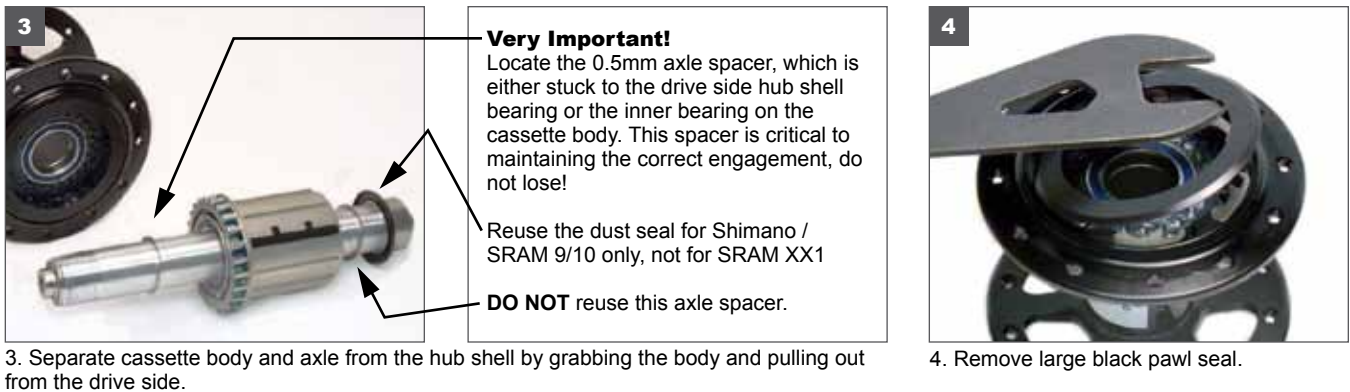 3
Very Important!
Locate the 0.5mm axle spacer, which is
either stuck to the drive side hub shell
bearing or the inner bearing on the
cassette body. This spacer is critical to
maintaining the correct engagement, do
not lose!
Reuse the dust seal for Shimano /
SRAM 9/10 only, not for SRAM XX1
DO NOT reuse this axle spacer.
3. Separate cassette body and axle from the hub shell by grabbing the body and pulling out
from the drive side.
4
4. Remove large black pawl seal.